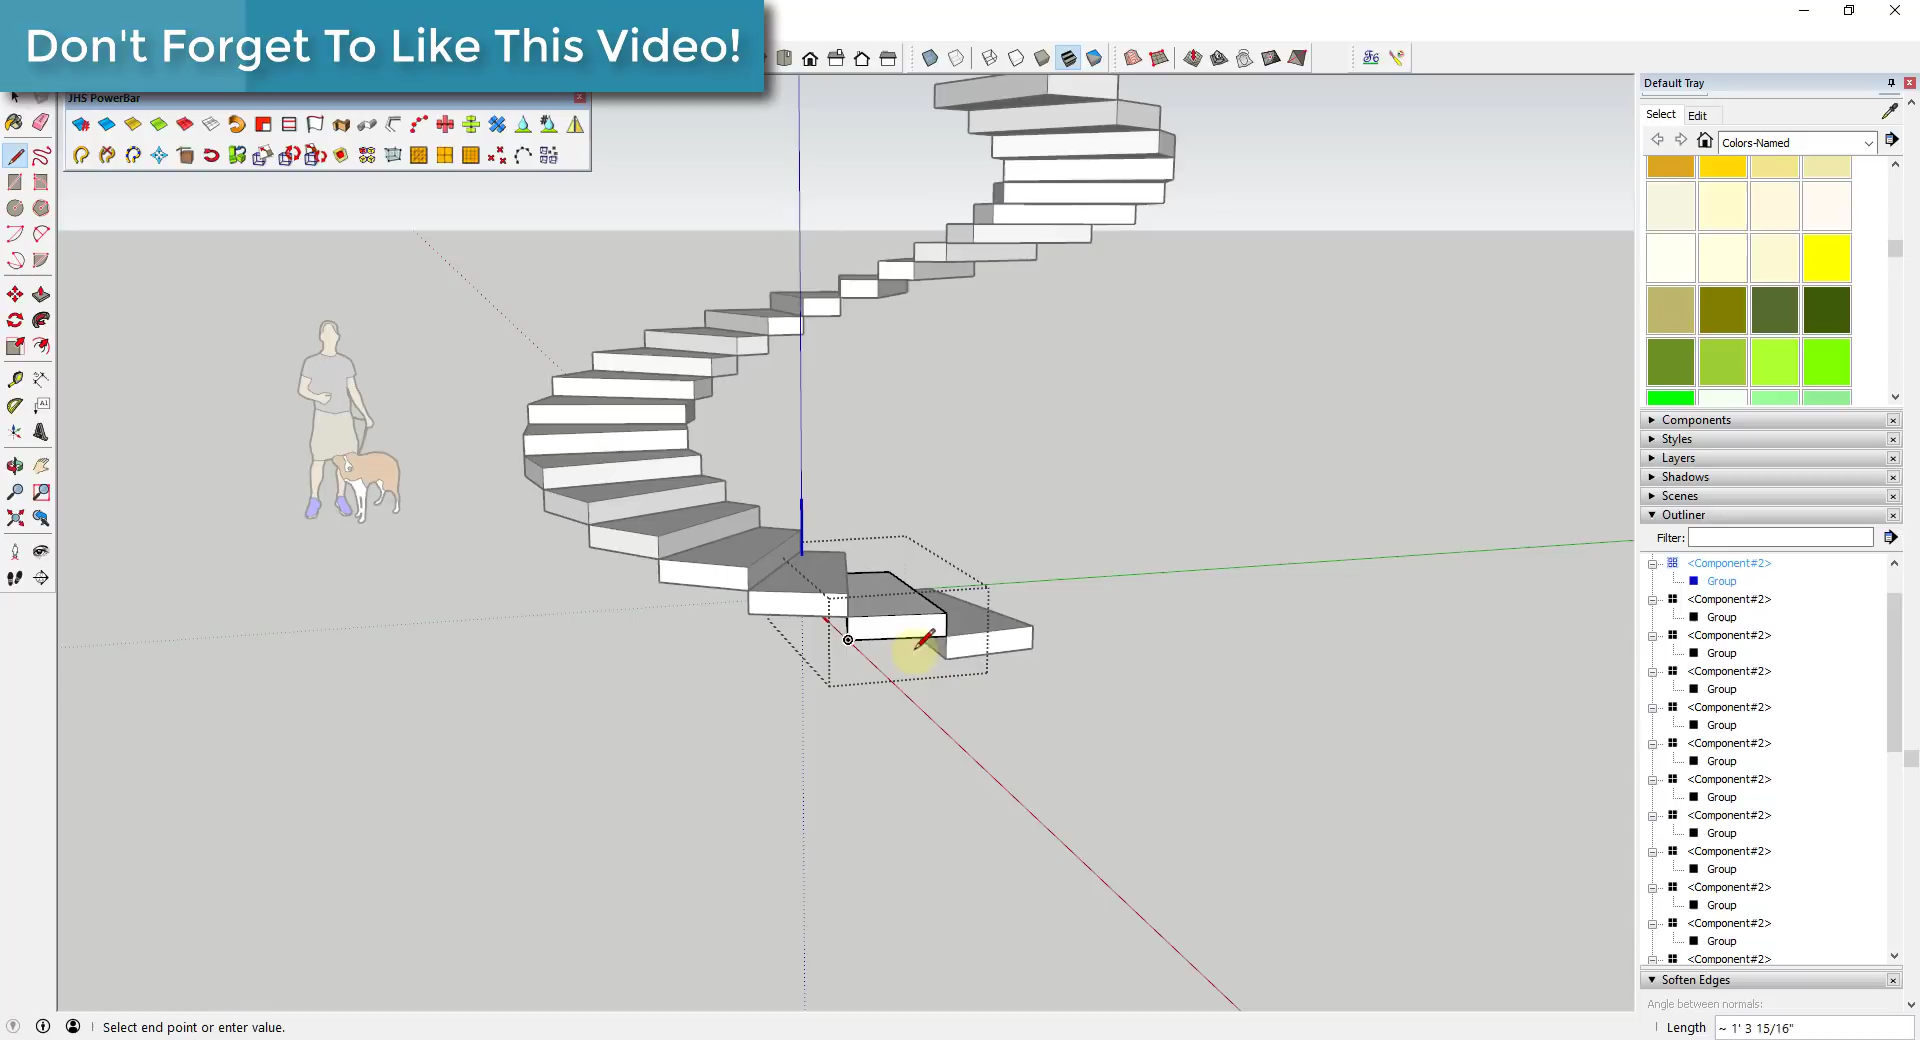 Don't Forget To Like This Video!
JHS PowerBar
Default Tray
Select Edit
Colors-Named
Components
Styles
Layers
Shadows
Scenes
Outliner
Filter:
<Component#2>
Group
<Component#2>
Group
<Component#2>
Group
<Component#2>
Group
<Component#2>
Group
<Component#2>
Group
<Component#2>
Group
<Component#2>
Group
<Component#2>
Group
<Component#2>
Group
<Component#2>
Group
<Component#2>
Soften Edges
Angle between normals:
Select end point or enter value.
Length ~ 1' 3 15/16"